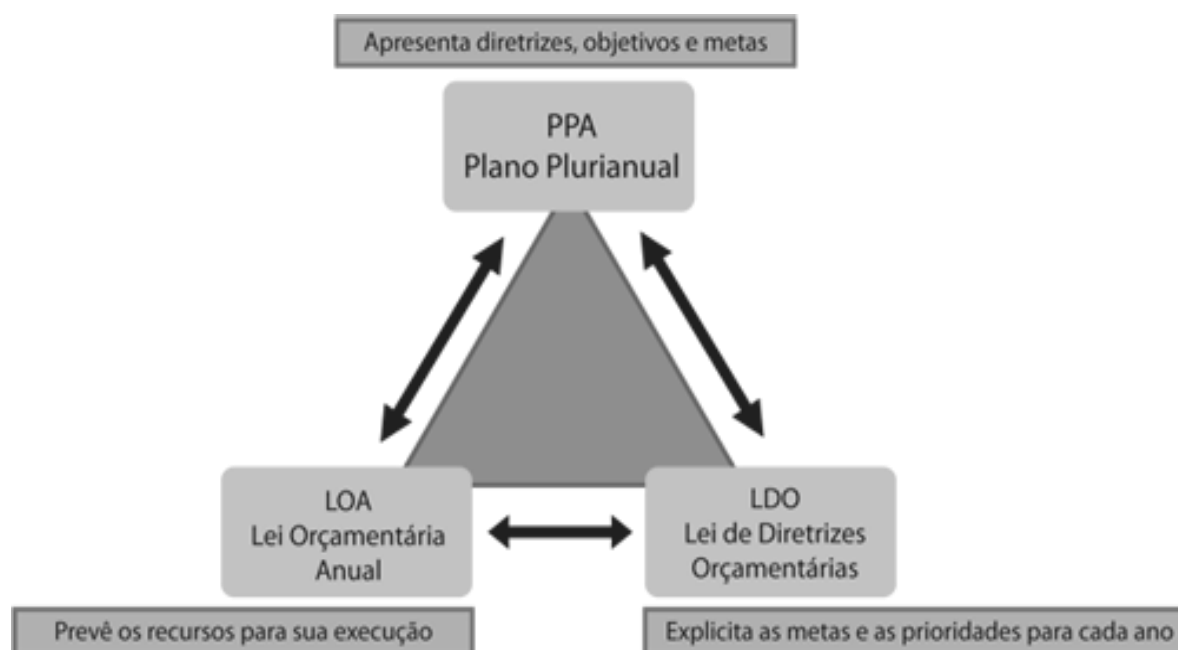 Apresenta diretrizes, objetivos e metas
PPA
Plano Plurianual
LOA
Lei Orçamentária
Anual
LDO
Lei de Diretrizes
Orçamentárias
Prevê os recursos para sua execução
Explicita as metas e as prioridades para cada ano